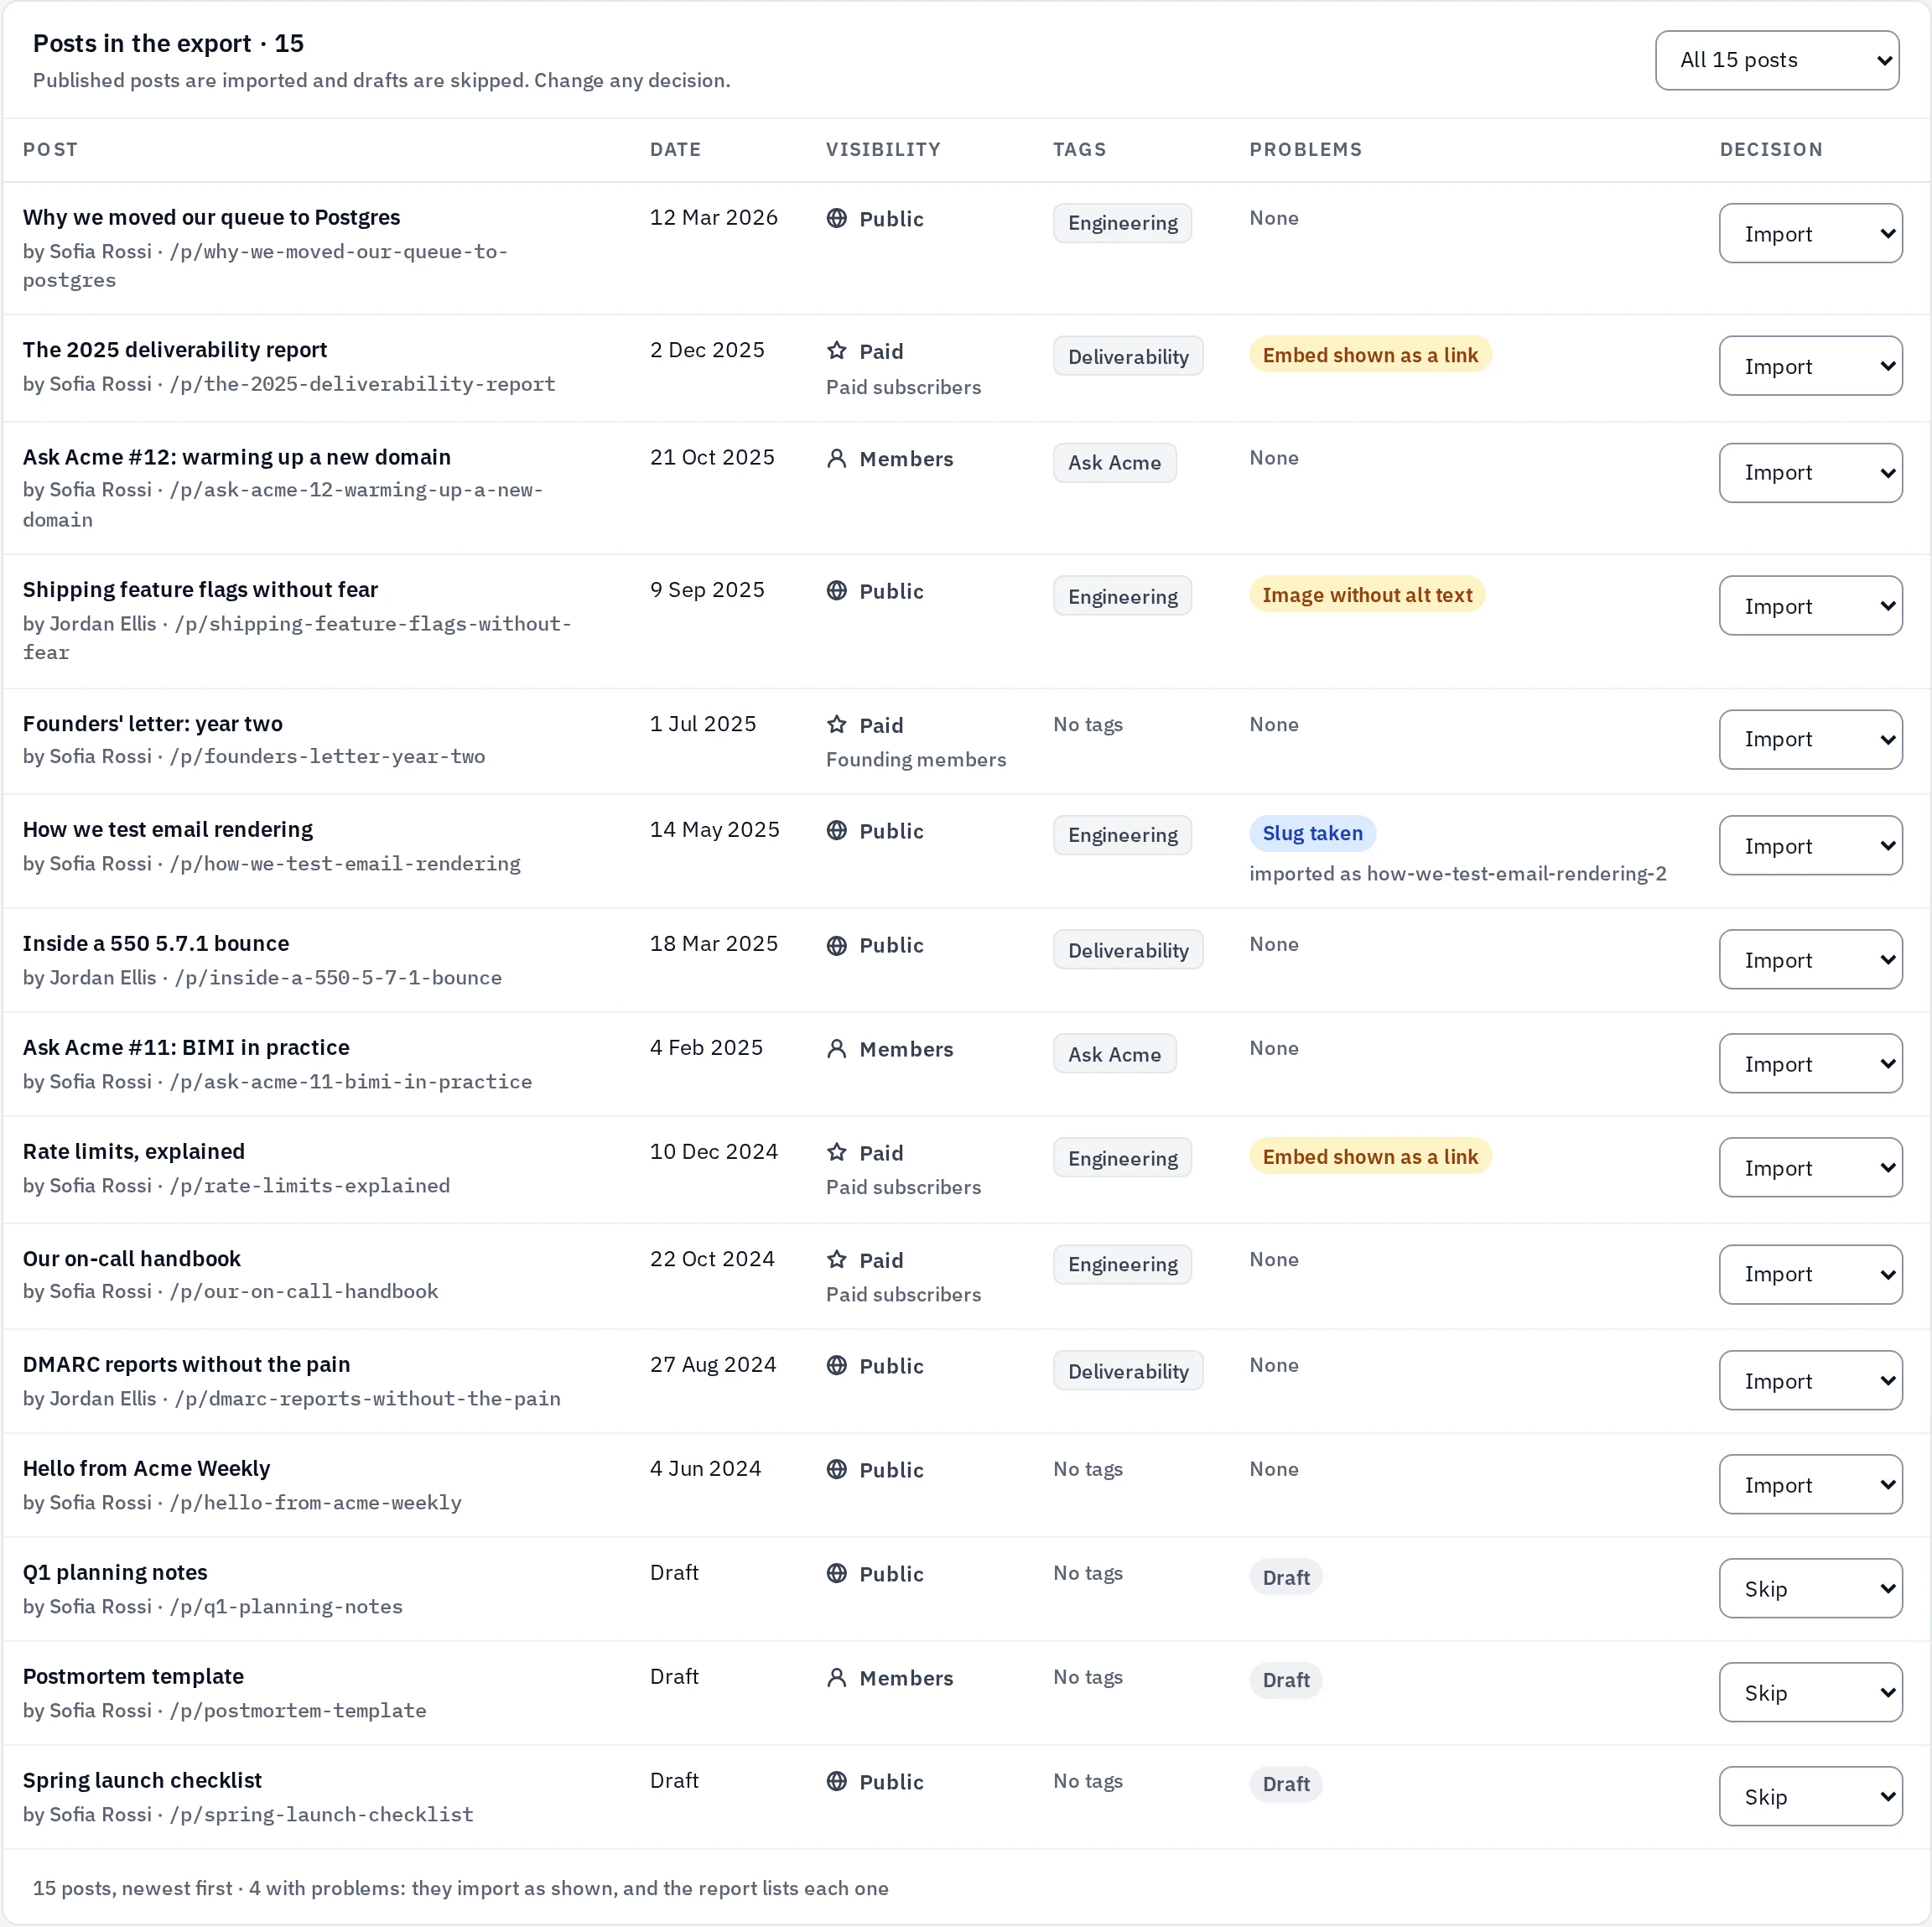 Posts in the export · 15
Published posts are imported and drafts are skipped. Change any decision.
All 15 posts
POST DATE VISIBILITY TAGS PROBLEMS DECISION
Why we moved our queue to Postgres 12 Mar 2026 Public Engineering None Import
by Sofia Rossi · /p/why-we-moved-our-queue-to-
postgres
The 2025 deliverability report 2 Dec 2025 Paid Deliverability Embed shown as a link Import
by Sofia Rossi · /p/the-2025-deliverability-report Paid subscribers
Ask Acme #12: warming up a new domain 21 Oct 2025 Members Ask Acme None Import
by Sofia Rossi · /p/ask-acme-12-warming-up-a-new-
domain
Shipping feature flags without fear 9 Sep 2025 Public Engineering Image without alt text Import
by Jordan Ellis · /p/shipping-feature-flags-without-
fear
Founders' letter: year two 1 Jul 2025 Paid No tags None Import
by Sofia Rossi · /p/founders-letter-year-two Founding members
How we test email rendering 14 May 2025 Public Engineering Slug taken Import
by Sofia Rossi · /p/how-we-test-email-rendering imported as how-we-test-email-rendering-2
Inside a 550 5.7.1 bounce 18 Mar 2025 Public Deliverability None Import
by Jordan Ellis · /p/inside-a-550-5-7-1-bounce
Ask Acme #11: BIMI in practice 4 Feb 2025 Members Ask Acme None Import
by Sofia Rossi · /p/ask-acme-11-bimi-in-practice
Rate limits, explained 10 Dec 2024 Paid Engineering Embed shown as a link Import
by Sofia Rossi · /p/rate-limits-explained Paid subscribers
Our on-call handbook 22 Oct 2024 Paid Engineering None Import
by Sofia Rossi · /p/our-on-call-handbook Paid subscribers
DMARC reports without the pain 27 Aug 2024 Public Deliverability None Import
by Jordan Ellis · /p/dmarc-reports-without-the-pain
Hello from Acme Weekly 4 Jun 2024 Public No tags None Import
by Sofia Rossi · /p/hello-from-acme-weekly
Q1 planning notes Draft Public No tags Draft Skip
by Sofia Rossi · /p/q1-planning-notes
Postmortem template Draft Members No tags Draft Skip
by Sofia Rossi · /p/postmortem-template
Spring launch checklist Draft Public No tags Draft Skip
by Sofia Rossi · /p/spring-launch-checklist
15 posts, newest first · 4 with problems: they import as shown, and the report lists each one